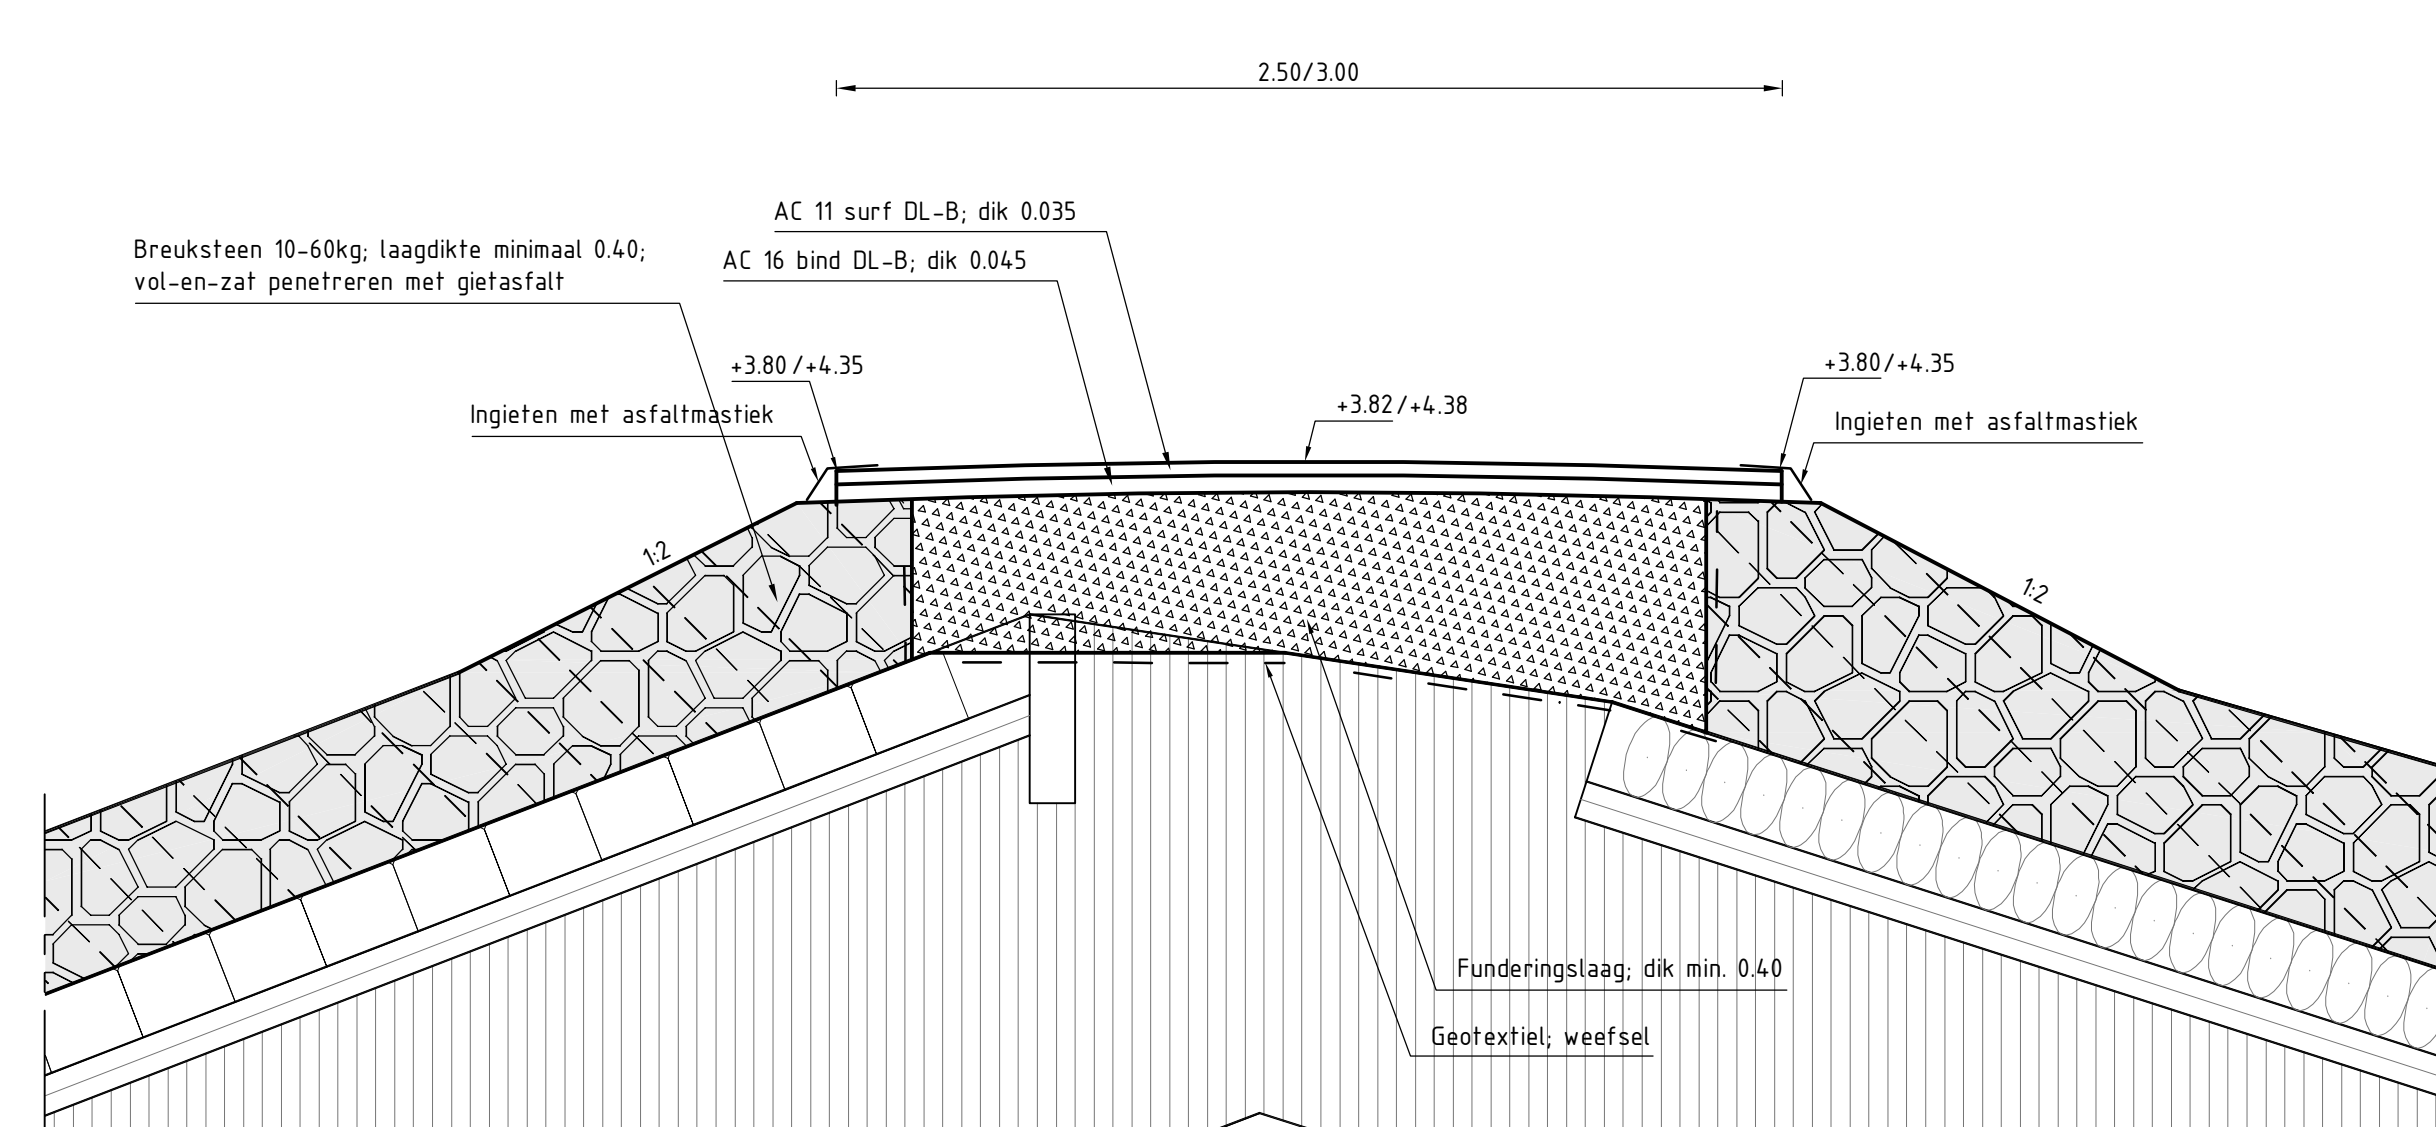 2.50/3.00
AC 11 surf DL-B; dik 0.035
Breuksteen 10-60kg; laagdikte minimaal 0.40;
vol-en-zat penetreren met gietasfalt
AC 16 bind DL-B; dik 0.045
+3.80/+4.35
+3.80/+4.35
Ingieten met asfaltmastiek
+3.82/+4.38
Ingieten met asfaltmastiek
1:2
1:2
Funderingslaag; dik min. 0.40
Geotextiel; weefsel